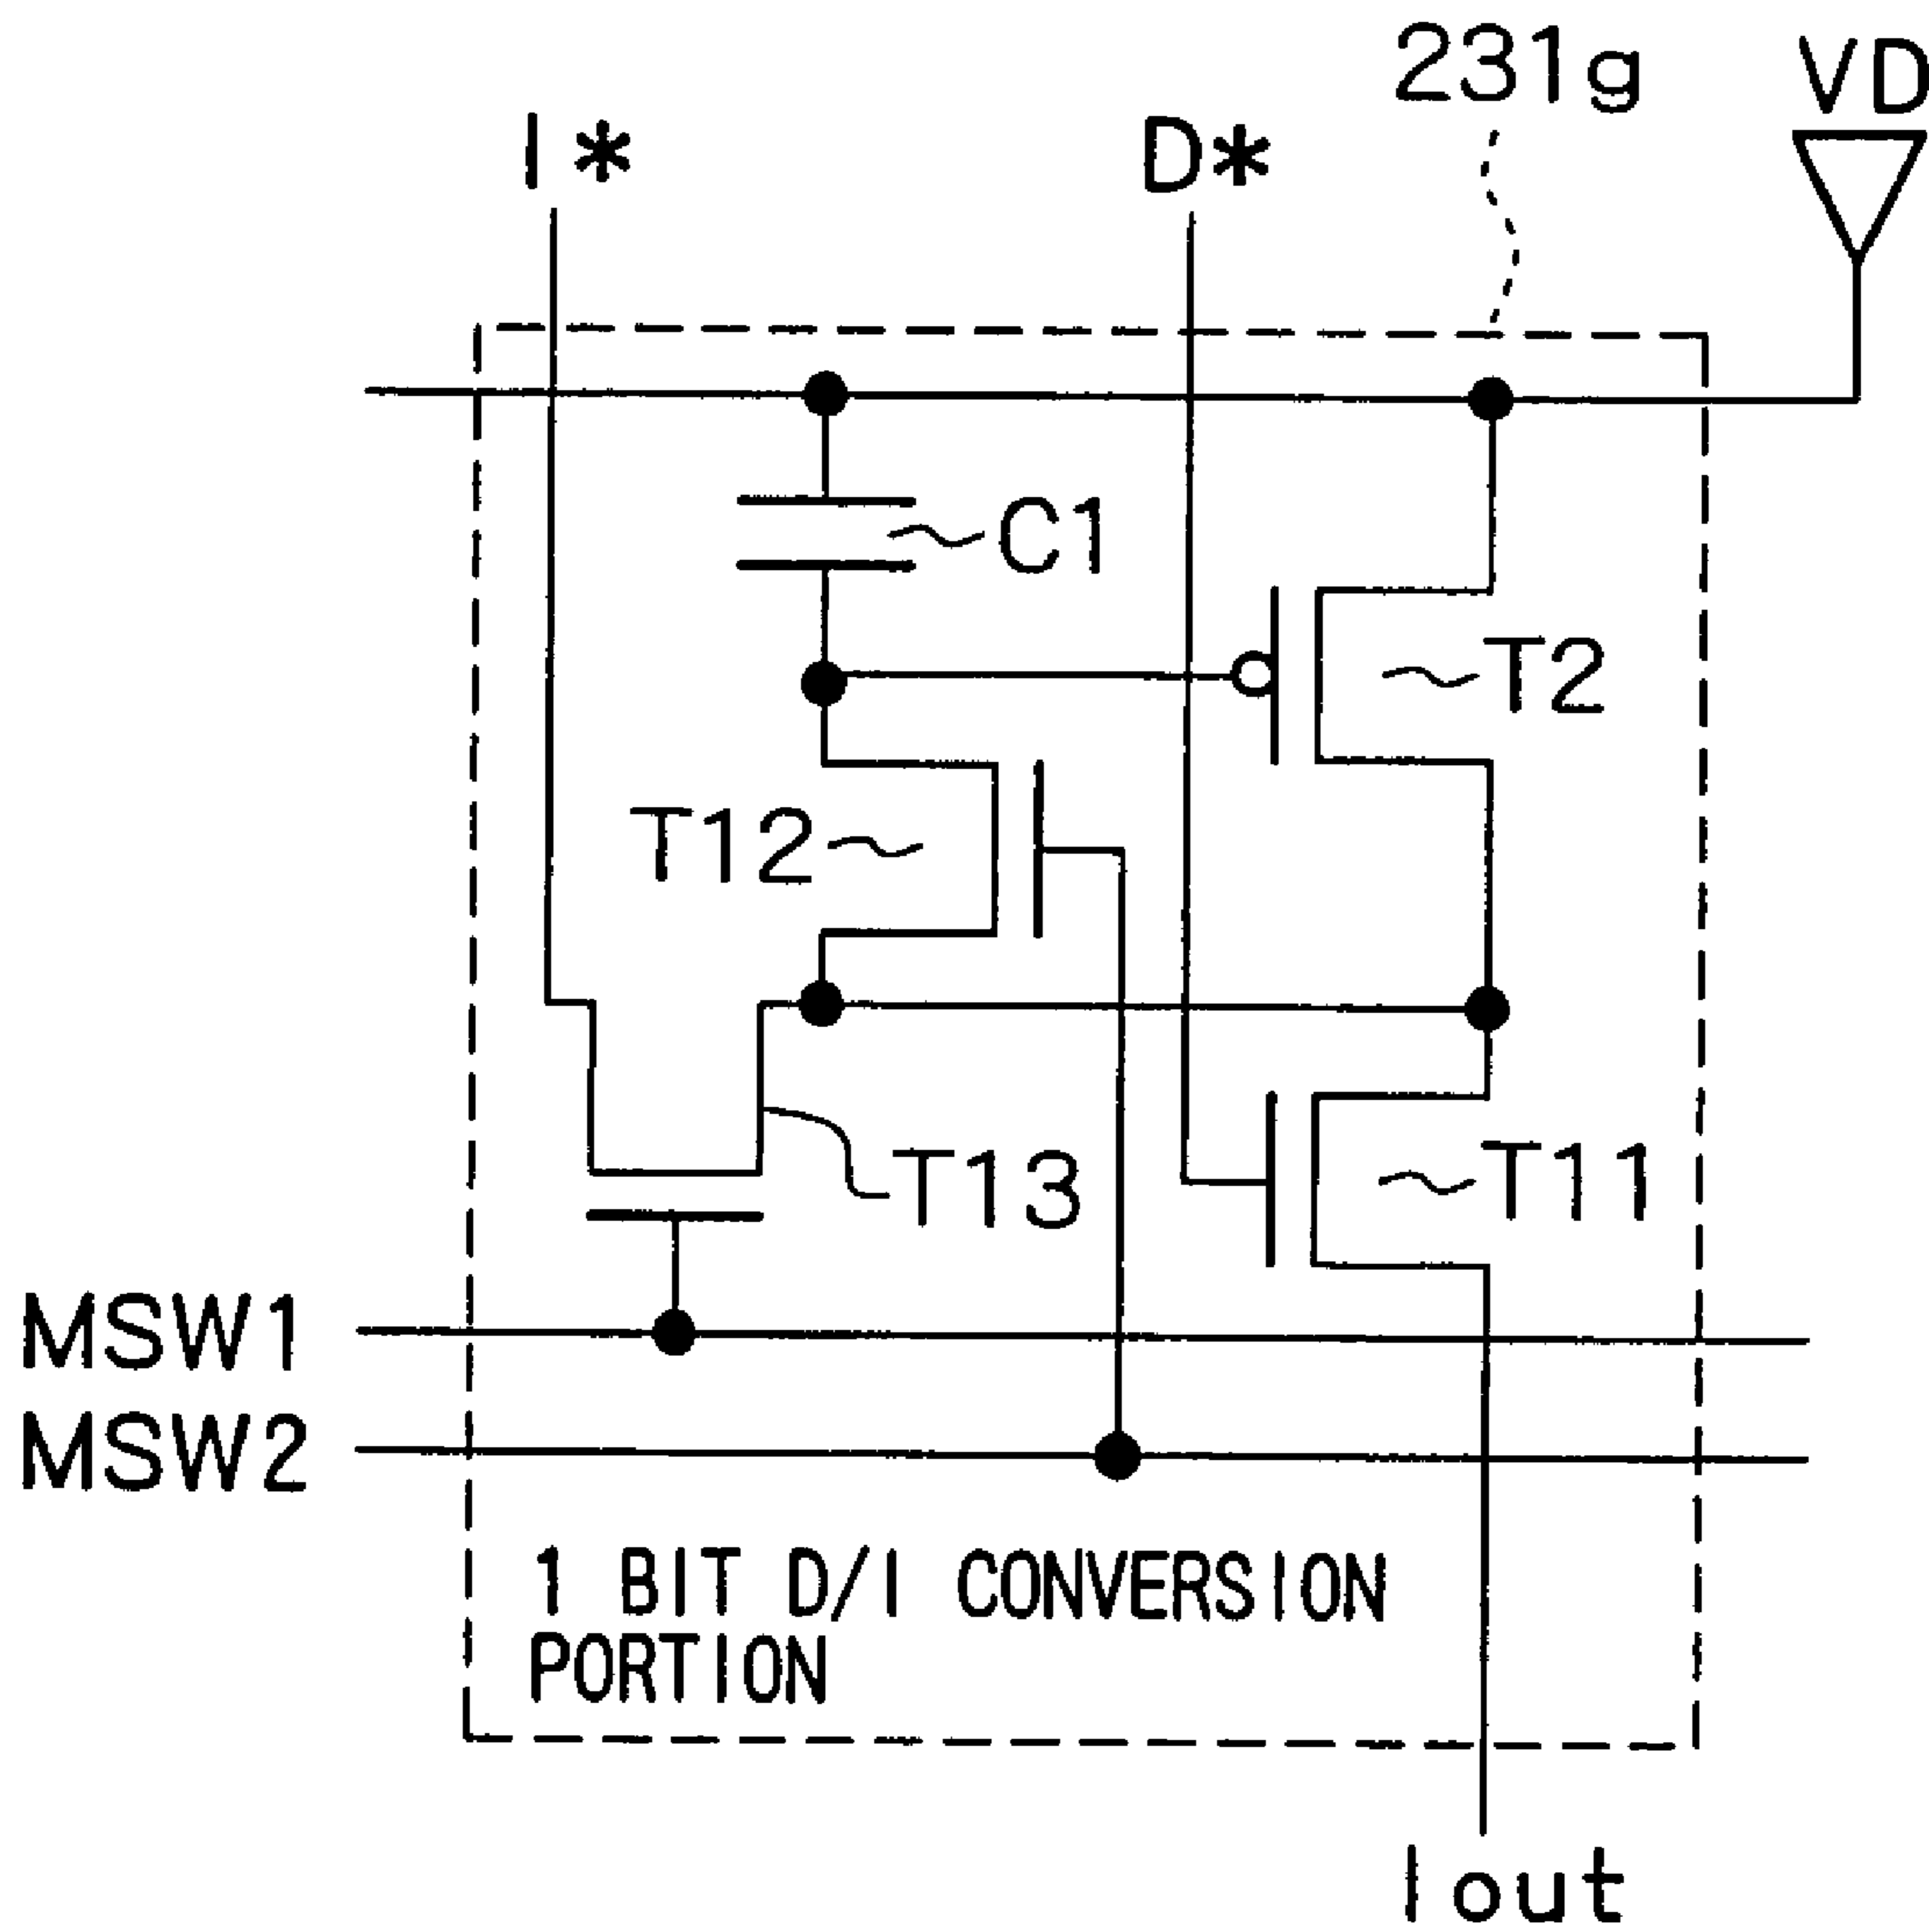 231g
VD
I*
D*
C1
T2
T12
T13
T11
MSW1
MSW2
1 BIT D/I CONVERSION
PORTION
Iout